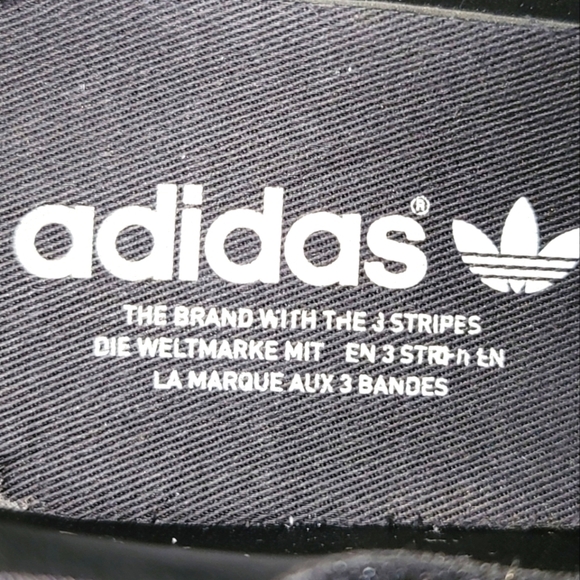 adidas®
THE BRAND WITH THE 3 STRIPES
DIE WELTMARKE MIT EN 3
LA MARQUE AUX 3 BANDES